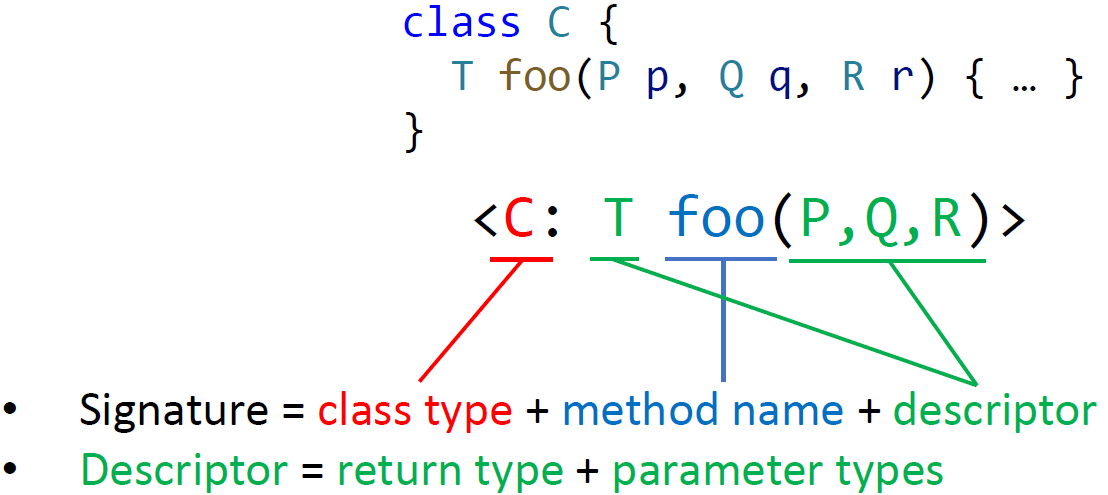 class C {
T foo(P p, Q q, R r) { … }
}
<C: T foo(P,Q,R)>
• Signature = class type + method name + descriptor
• Descriptor = return type + parameter types